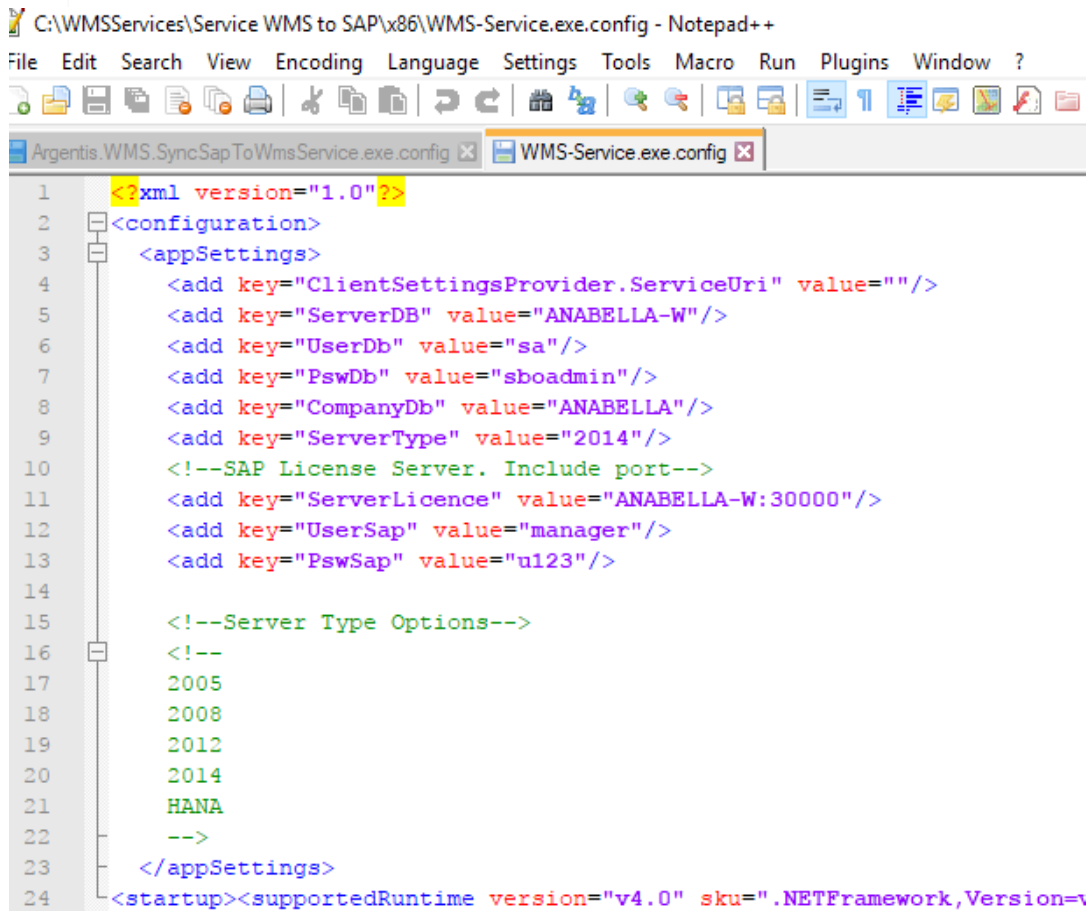 C:\WMSServices\Service WMS to SAP\x86\WMS-Service.exe.config - Notepad++
File Edit Search View Encoding Language Settings Tools Macro Run Plugins Window ?
Argentis.WMS.SyncSapToWmsService.exe.config WMS-Service.exe.config
1 <?xml version="1.0"?>
2 <configuration>
3 <appSettings>
4 <add key="ClientSettingsProvider.ServiceUri" value=""/>
5 <add key="ServerDB" value="ANABELLA-W"/>
6 <add key="UserDb" value="sa"/>
7 <add key="PswDb" value="sboadmin"/>
8 <add key="CompanyDb" value="ANABELLA"/>
9 <add key="ServerType" value="2014"/>
10 <!--SAP License Server. Include port-->
11 <add key="ServerLicence" value="ANABELLA-W:30000"/>
12 <add key="UserSap" value="manager"/>
13 <add key="PswSap" value="u123"/>
14
15 <!--Server Type Options-->
16 <!--
17 2005
18 2008
19 2012
20 2014
21 HANA
22 -->
23 </appSettings>
24 <startup><supportedRuntime version="v4.0" sku=".NETFramework,Version=v